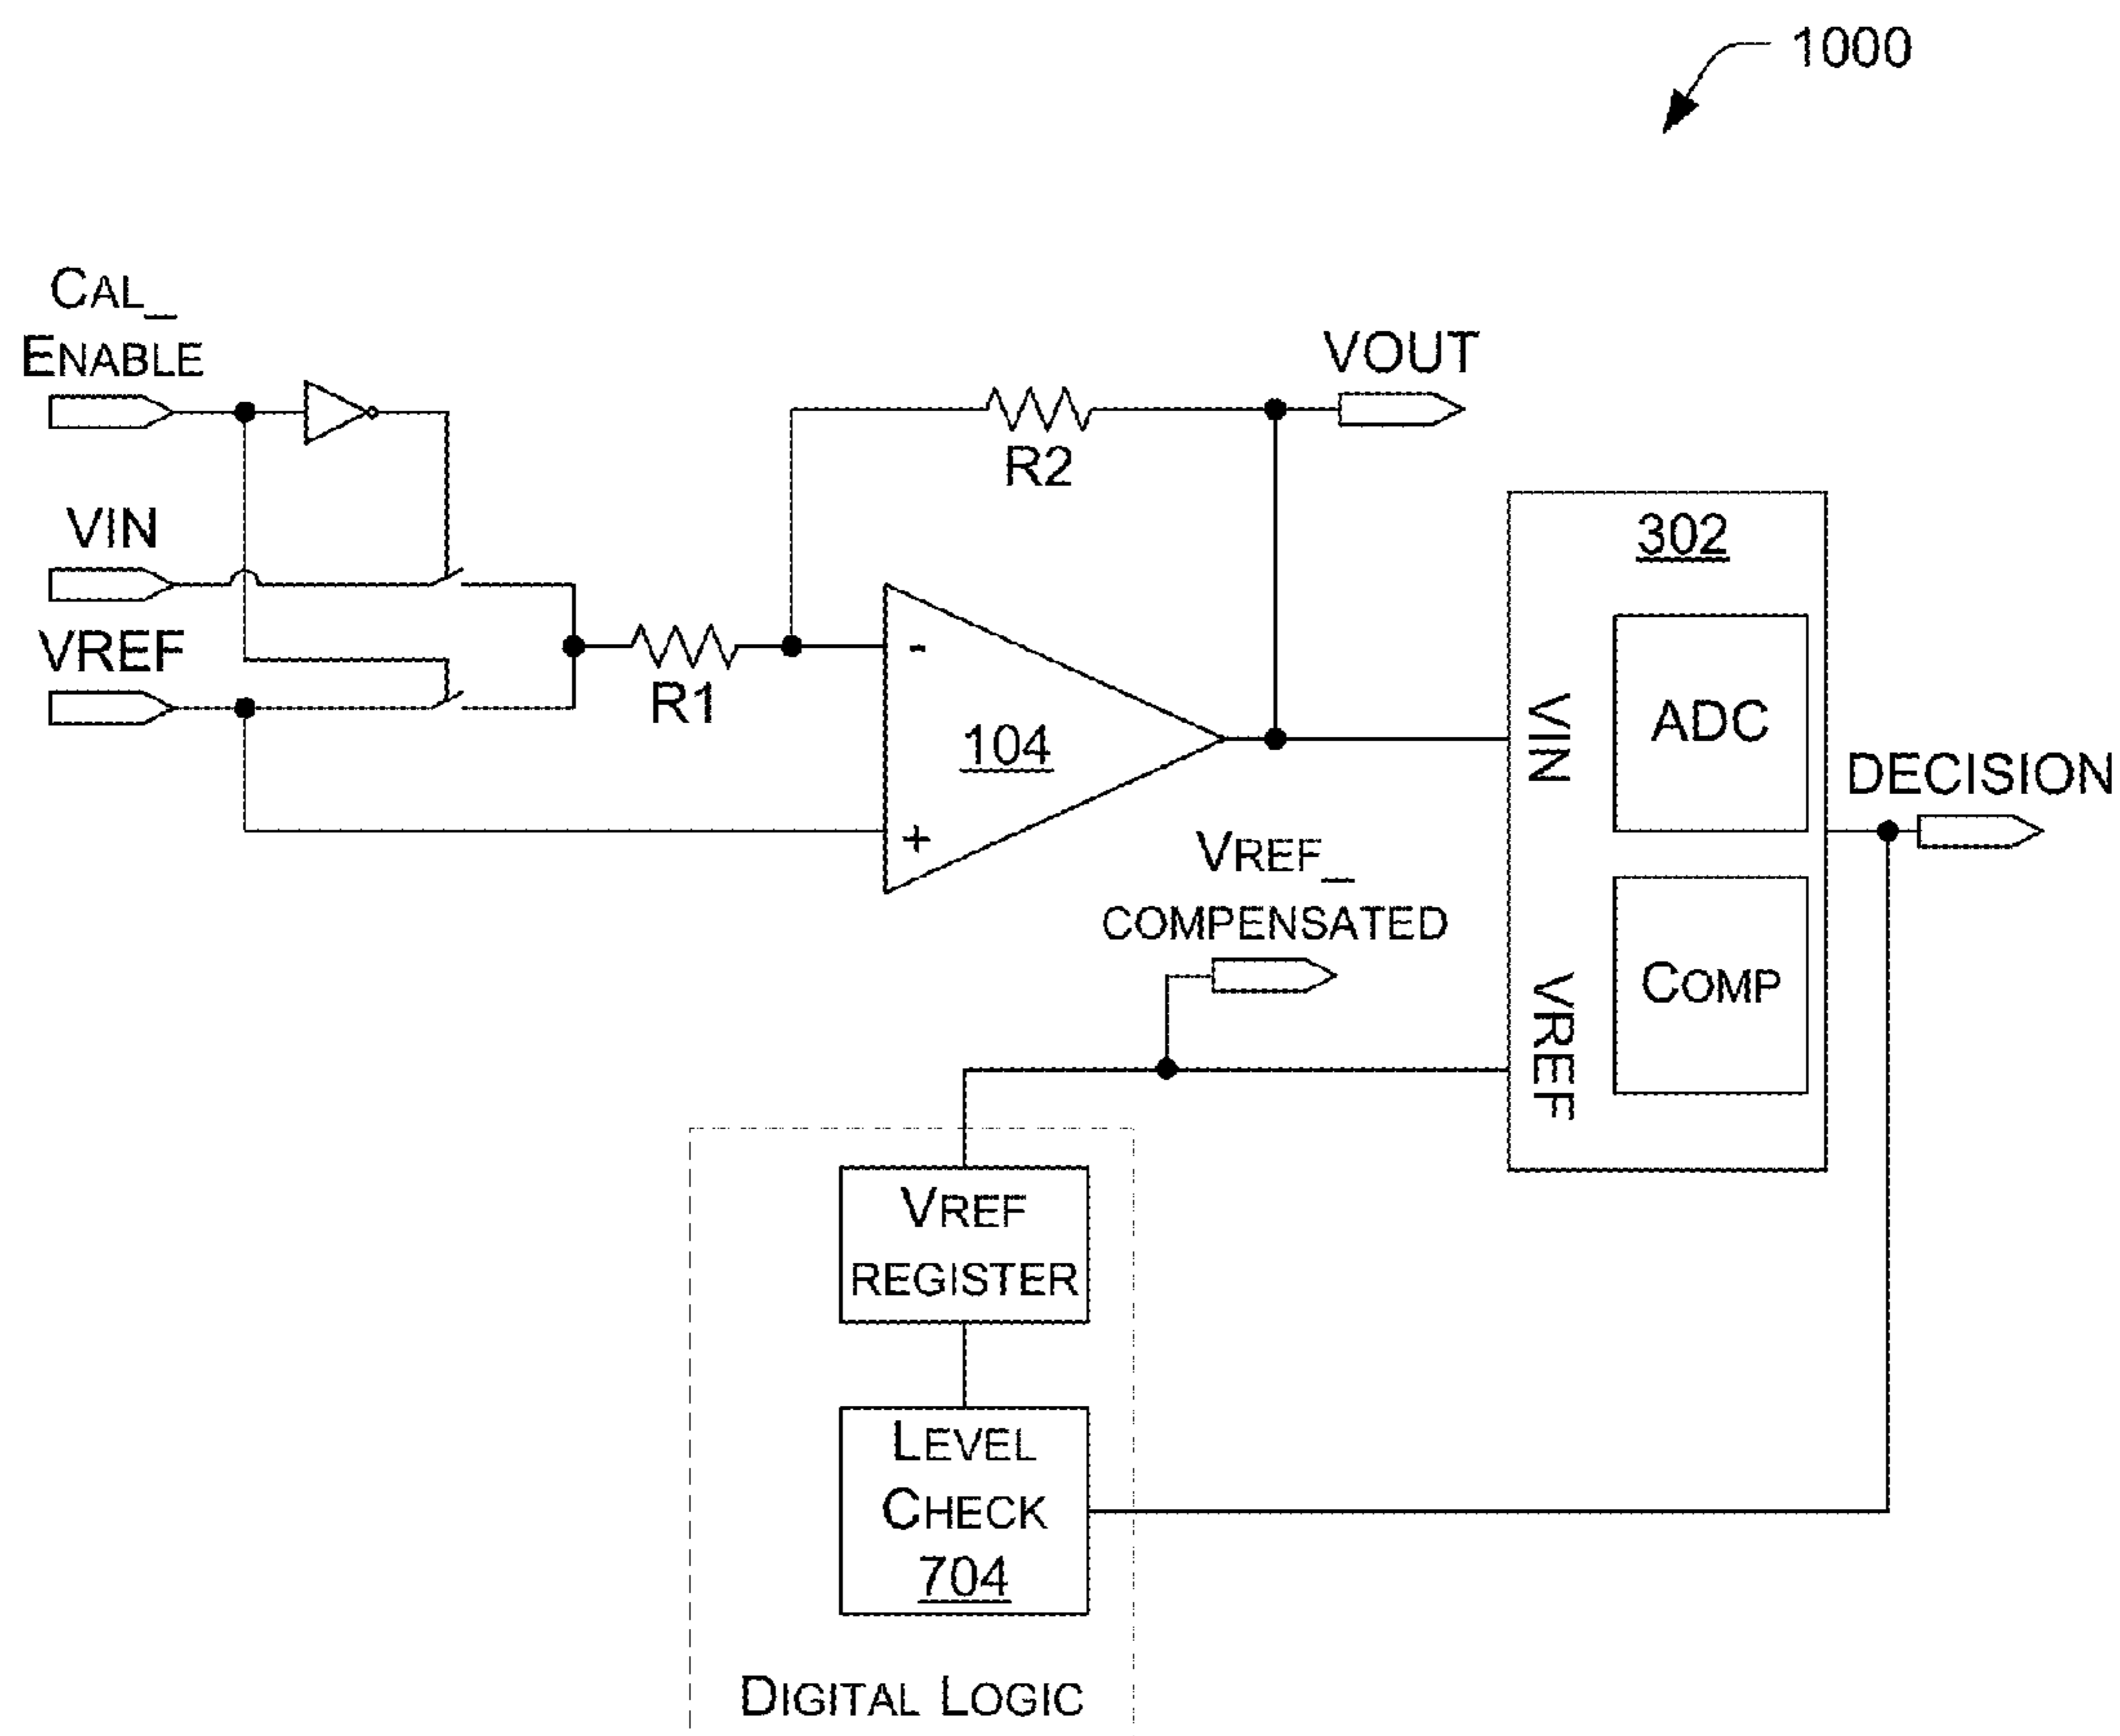 1000
CAL_
ENABLE
VOUT
R2
VIN
302
VREF
R1
-
104
+
VIN
ADC
DECISION
VREF_
COMPENSATED
VREF
COMP
VREF
REGISTER
LEVEL
CHECK
704
DIGITAL LOGIC